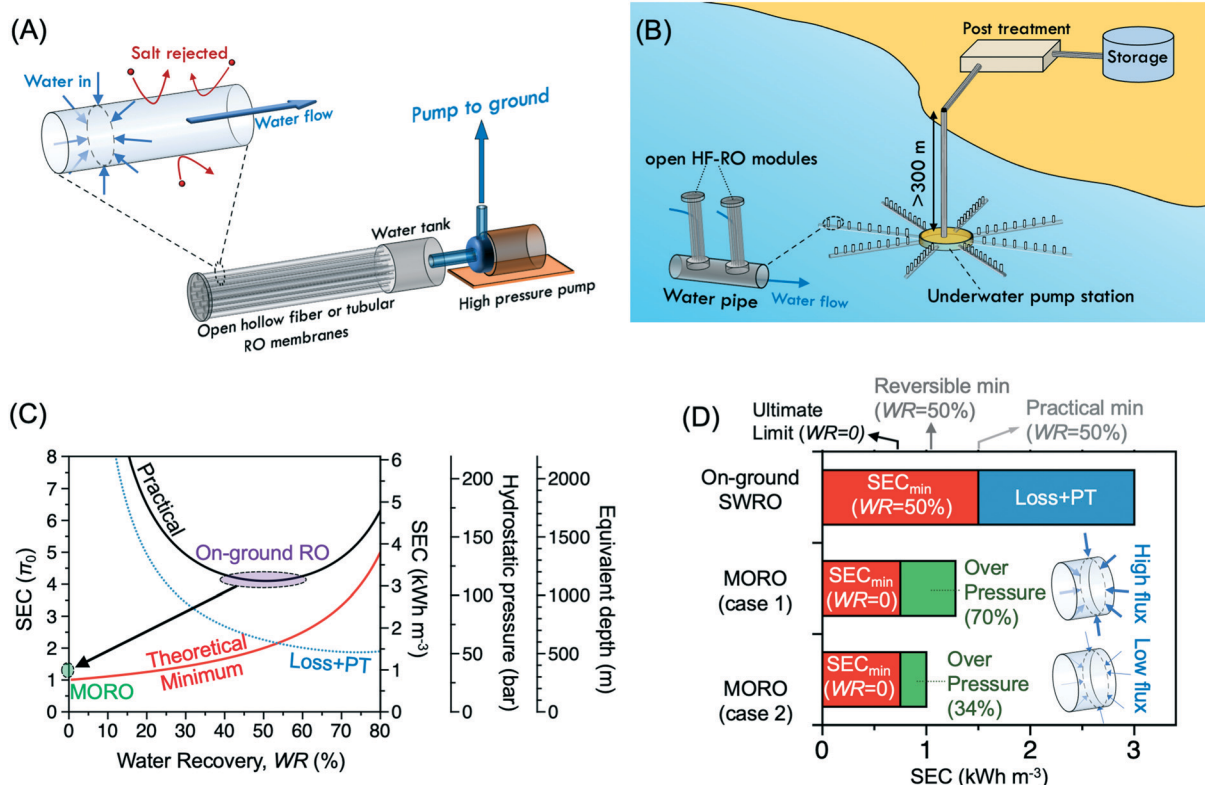 (A)
Salt rejected
Water in
Water flow
Pump to ground
Water tank
High pressure pump
Open hollow fiber or tubular
RO membranes
(B)
Post treatment
Storage
>300 m
open HF-RO modules
Water pipe
Water flow
Underwater pump station
(C)
SEC (π₀)
8
7
6
5
4
3
2
1
0
Practical
On-ground RO
Theoretical
Minimum
Loss+PT
MORO
0 10 20 30 40 50 60 70 80
Water Recovery, WR (%)
6
5
4
3
2
1
0
SEC (kWh m⁻³)
200
150
100
50
0
Hydrostatic pressure (bar)
2000
1500
1000
500
0
Equivalent depth (m)
(D)
Ultimate
Limit (WR=0)
Reversible min
(WR=50%)
Practical min
(WR=50%)
On-ground
SWRO
SECmin
(WR=50%)
Loss+PT
MORO
(case 1)
SECmin
(WR=0)
Over
Pressure
(70%)
High flux
MORO
(case 2)
SECmin
(WR=0)
Over
Pressure
(34%)
Low flux
0 1 2 3
SEC (kWh m⁻³)